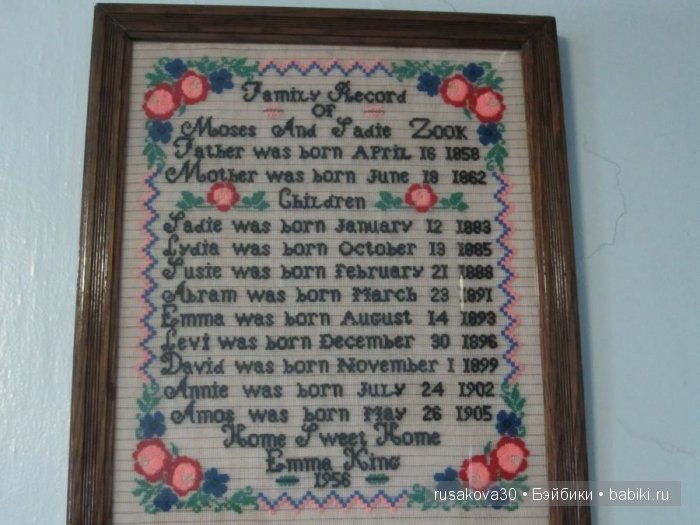 Family Record
OF
Moses And Sadie Zook
Father was born April 16 1858
Mother was born June 18 1862
Children
Sadie was born January 12 1883
Lydia was born October 13 1885
Susie was born February 21 1888
Abram was born March 23 1891
Emma was born August 14 1893
Levi was born December 30 1896
David was born November 1 1899
Annie was born July 24 1902
Amos was born May 26 1905
Home Sweet Home
Emma King
1956
rusakova30 • Бэйбики • babiki.ru